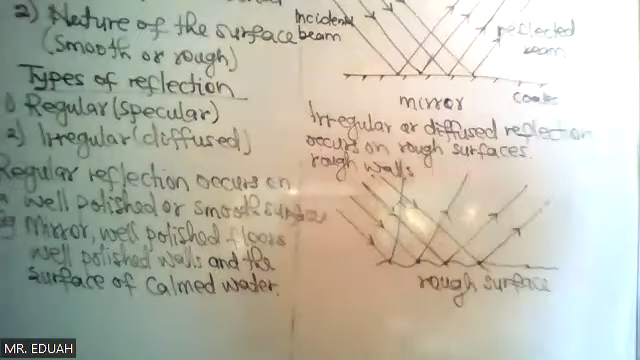 2) Nature of the surface
(smooth or rough)
Types of reflection
1) Regular (specular)
2) Irregular (diffused)
Regular reflection occurs on
well polished or smooth surface
eg Mirror, well polished floors
well polished walls and the
surface of calmed water.
Incident
beam
reflected
beam
mirror
Irregular or diffused reflection
occurs on rough surfaces.
rough walls
rough surface
MR. EDUAH